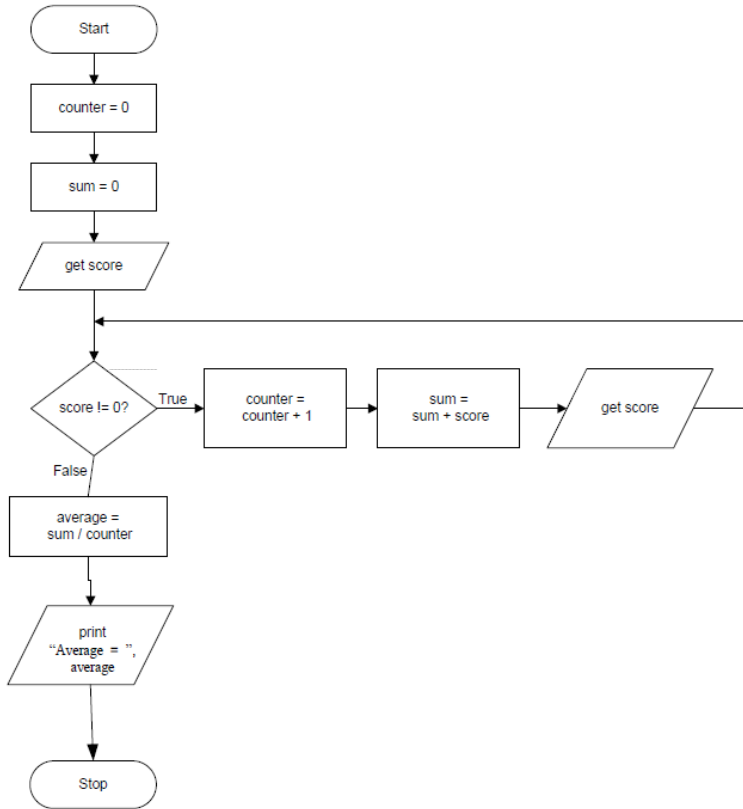 Start
counter = 0
sum = 0
get score
score != 0?
True
counter =
counter + 1
sum =
sum + score
get score
False
average =
sum / counter
print
“Average = ”,
average
Stop